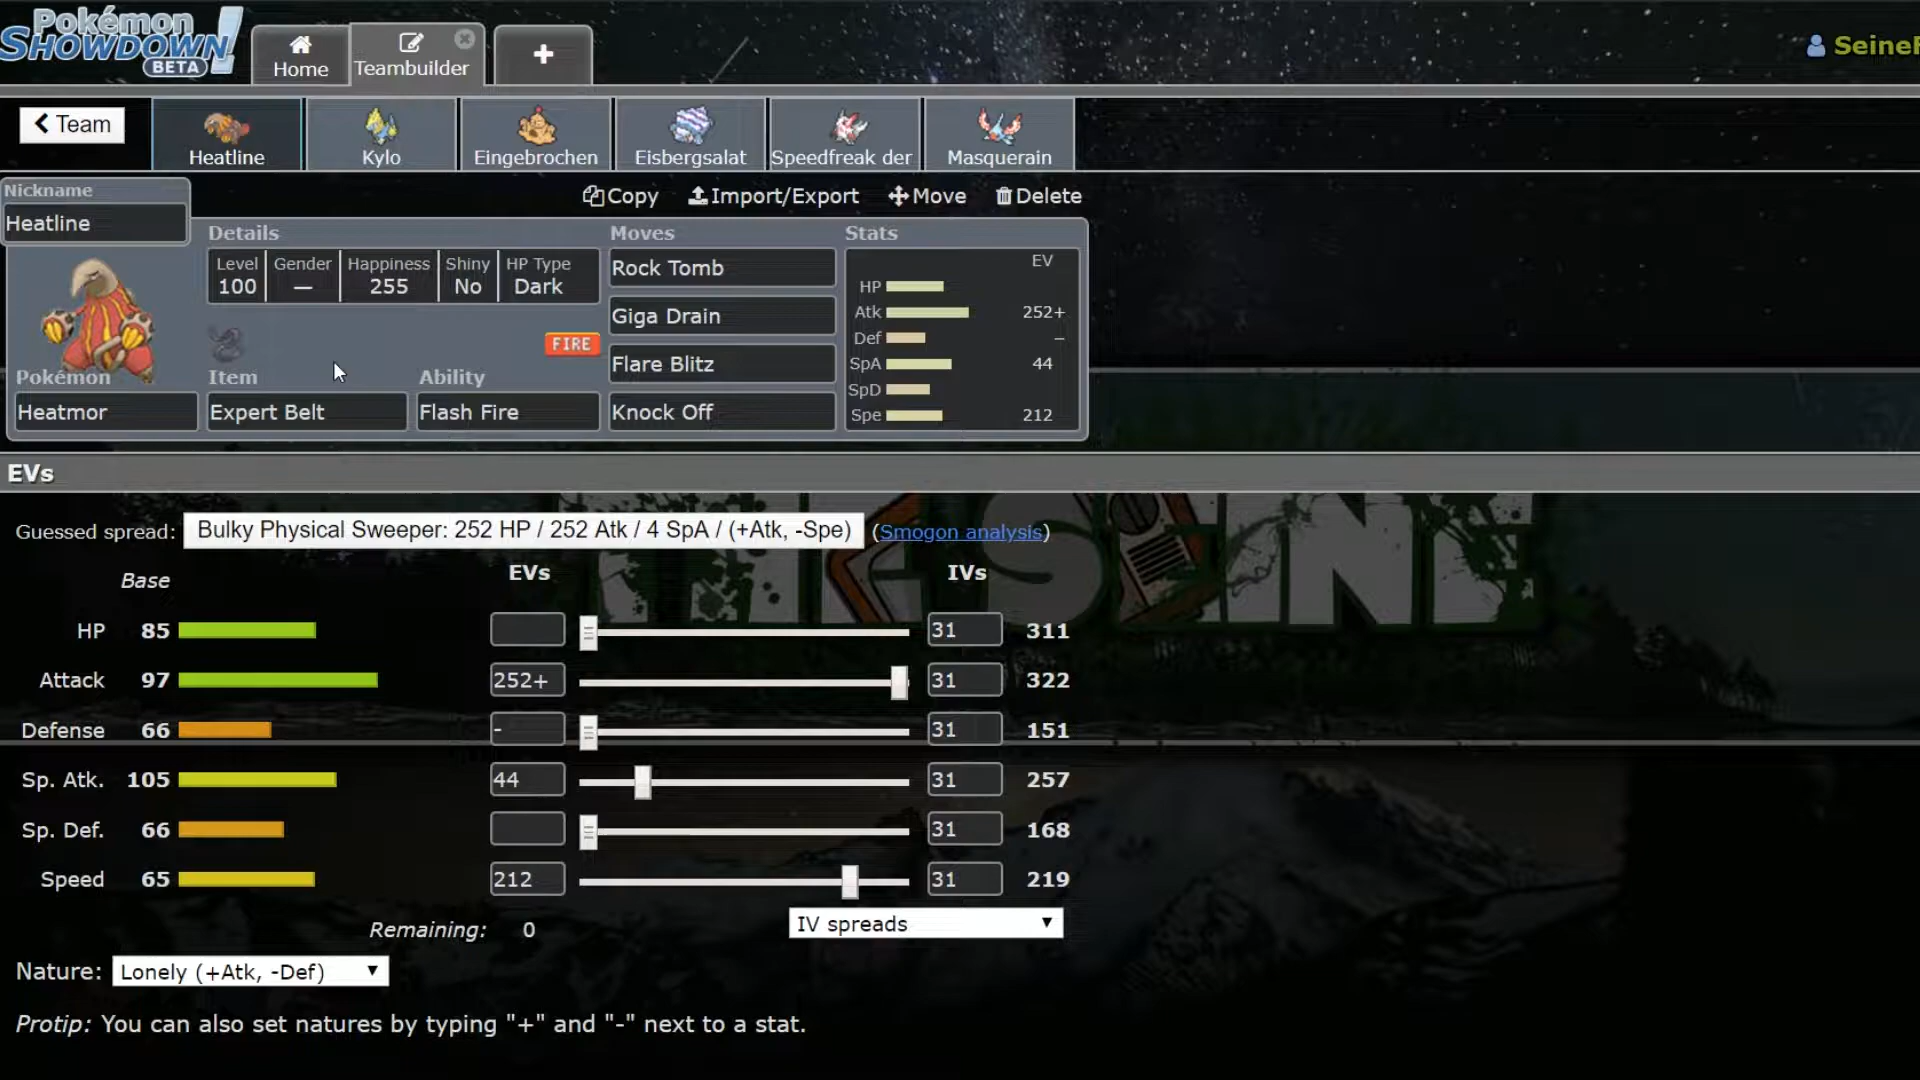 Pokémon
SHOWDOWN!
BETA
Home
Teambuilder
+
SeineF
Team
Heatline
Kylo
Eingebrochen
Eisbergsalat
Speedfreak der
Masquerain
Copy
Import/Export
Move
Delete
Nickname
Heatline
Details
Level
100
Gender
—
Happiness
255
Shiny
No
HP Type
Dark
FIRE
Pokémon
Heatmor
Item
Expert Belt
Ability
Flash Fire
Moves
Rock Tomb
Giga Drain
Flare Blitz
Knock Off
Stats
EV
HP
Atk 252+
Def –
SpA 44
SpD
Spe 212
EVs
Guessed spread: Bulky Physical Sweeper: 252 HP / 252 Atk / 4 SpA / (+Atk, -Spe) (Smogon analysis)
Base EVs IVs
HP 85 31 311
Attack 97 252+ 31 322
Defense 66 - 31 151
Sp. Atk. 105 44 31 257
Sp. Def. 66 31 168
Speed 65 212 31 219
Remaining: 0
IV spreads
Nature: Lonely (+Atk, -Def)
Protip: You can also set natures by typing "+" and "-" next to a stat.